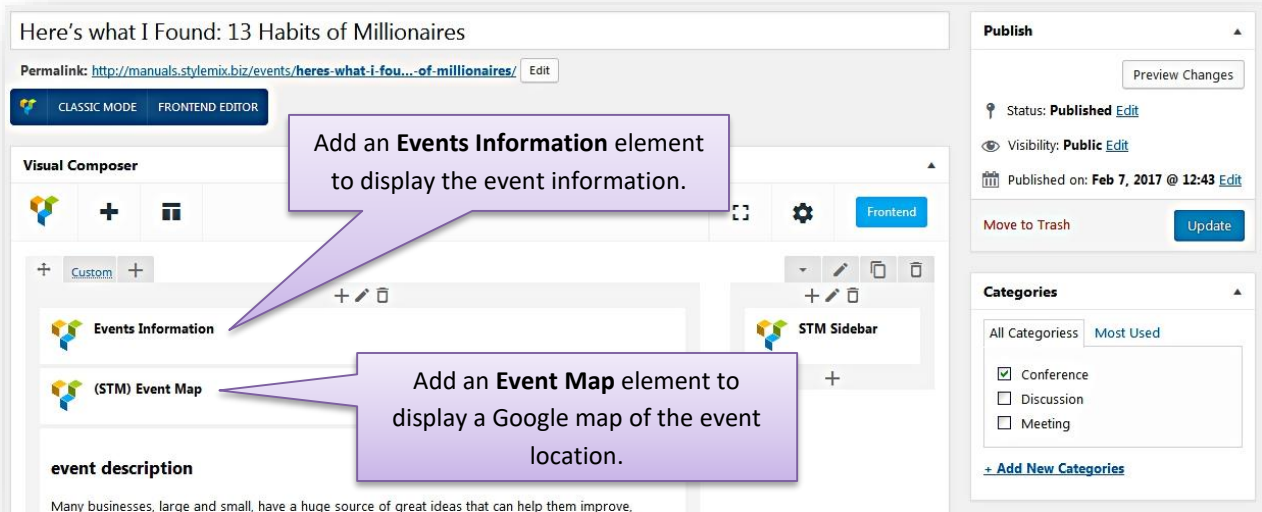 Here's what I Found: 13 Habits of Millionaires
Permalink: http://manuals.stylemix.biz/events/heres-what-i-fou...-of-millionaires/ Edit
CLASSIC MODE FRONTEND EDITOR
Add an Events Information element
to display the event information.
Visual Composer
Frontend
Custom
Events Information
STM Sidebar
(STM) Event Map
Add an Event Map element to
display a Google map of the event
location.
event description
Many businesses, large and small, have a huge source of great ideas that can help them improve,
Publish
Preview Changes
Status: Published Edit
Visibility: Public Edit
Published on: Feb 7, 2017 @ 12:43 Edit
Move to Trash
Update
Categories
All Categoriess Most Used
Conference
Discussion
Meeting
+ Add New Categories